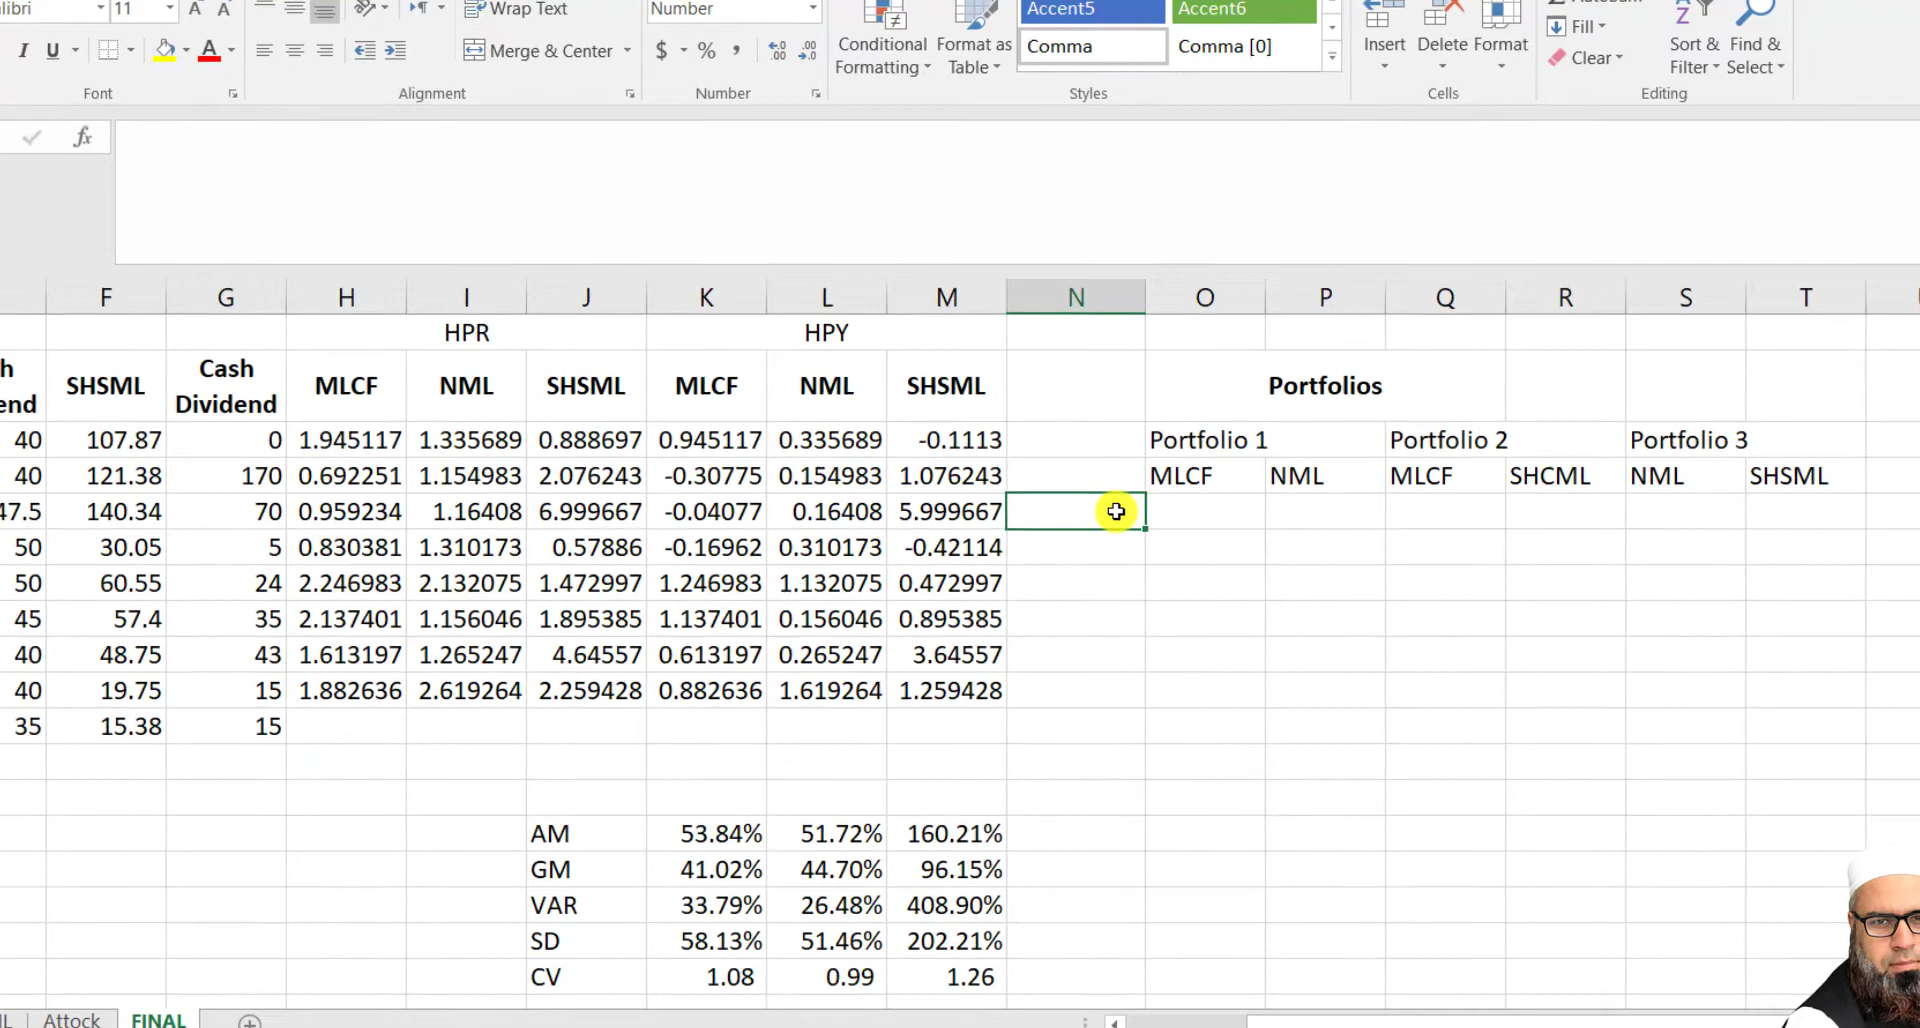 alibri 11 A A Wrap Text Number Accent5 Accent6
I U A Merge & Center $ % , Conditional Formatting Format as Table Comma Comma [0] Insert Delete Format Fill Clear Sort & Filter Find & Select
Font Alignment Number Styles Cells Editing
fx
F G H I J K L M N O P Q R S T
HPR HPY
h end SHSML Cash Dividend MLCF NML SHSML MLCF NML SHSML Portfolios
40 107.87 0 1.945117 1.335689 0.888697 0.945117 0.335689 -0.1113 Portfolio 1 Portfolio 2 Portfolio 3
40 121.38 170 0.692251 1.154983 2.076243 -0.30775 0.154983 1.076243 MLCF NML MLCF SHCML NML SHSML
47.5 140.34 70 0.959234 1.16408 6.999667 -0.04077 0.16408 5.999667
50 30.05 5 0.830381 1.310173 0.57886 -0.16962 0.310173 -0.42114
50 60.55 24 2.246983 2.132075 1.472997 1.246983 1.132075 0.472997
45 57.4 35 2.137401 1.156046 1.895385 1.137401 0.156046 0.895385
40 48.75 43 1.613197 1.265247 4.64557 0.613197 0.265247 3.64557
40 19.75 15 1.882636 2.619264 2.259428 0.882636 1.619264 1.259428
35 15.38 15
AM 53.84% 51.72% 160.21%
GM 41.02% 44.70% 96.15%
VAR 33.79% 26.48% 408.90%
SD 58.13% 51.46% 202.21%
CV 1.08 0.99 1.26
Attock FINAL